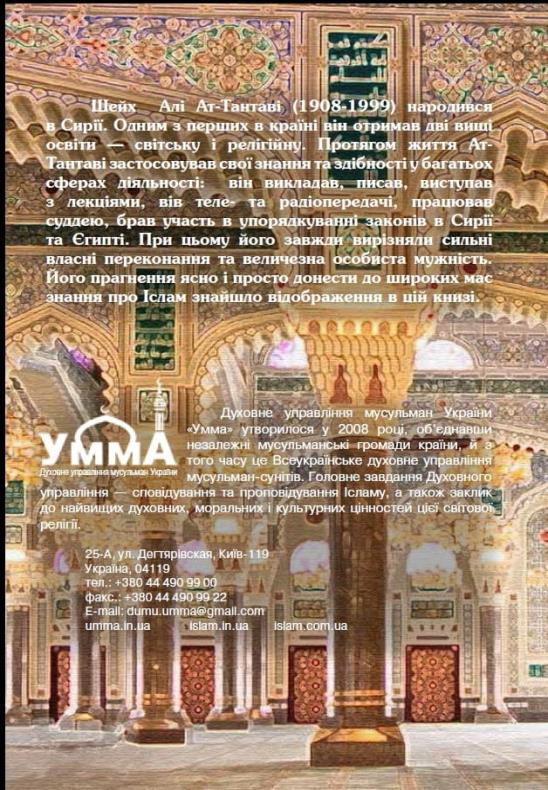 Шейх Алі Ат-Тантаві (1908-1999) народився
в Сирії. Одним з перших в країні він отримав дві вищі
освіти — світську і релігійну. Протягом життя Ат-
Тантаві застосовував свої знання та здібності у багатьох
сферах діяльності: він викладав, писав, виступав
з лекціями, вів теле- та радіопередачі, працював
суддею, брав участь в упорядкуванні законів в Сирії
та Єгипті. При цьому його завжди вирізняли сильні
власні переконання та величезна особиста мужність.
Його прагнення ясно і просто донести до широких мас
знання про Іслам знайшло відображення в цій книзі.
УММА
Духовне управління мусульман України
Духовне управління мусульман України
«Умма» утворилося у 2008 році, об'єднавши
незалежні мусульманські громади країни, й з
того часу це Всеукраїнське духовне управління
мусульман-сунітів. Головне завдання Духовного
управління — сповідування та проповідування Ісламу, а також заклик
до найвищих духовних, моральних і культурних цінностей цієї світової
релігії.
25-А, ул. Дегтярівская, Київ-119
Україна, 04119
тел.: +380 44 490 99 00
факс.: +380 44 490 99 22
E-mail: dumu.umma@gmail.com
umma.in.ua islam.in.ua islam.com.ua